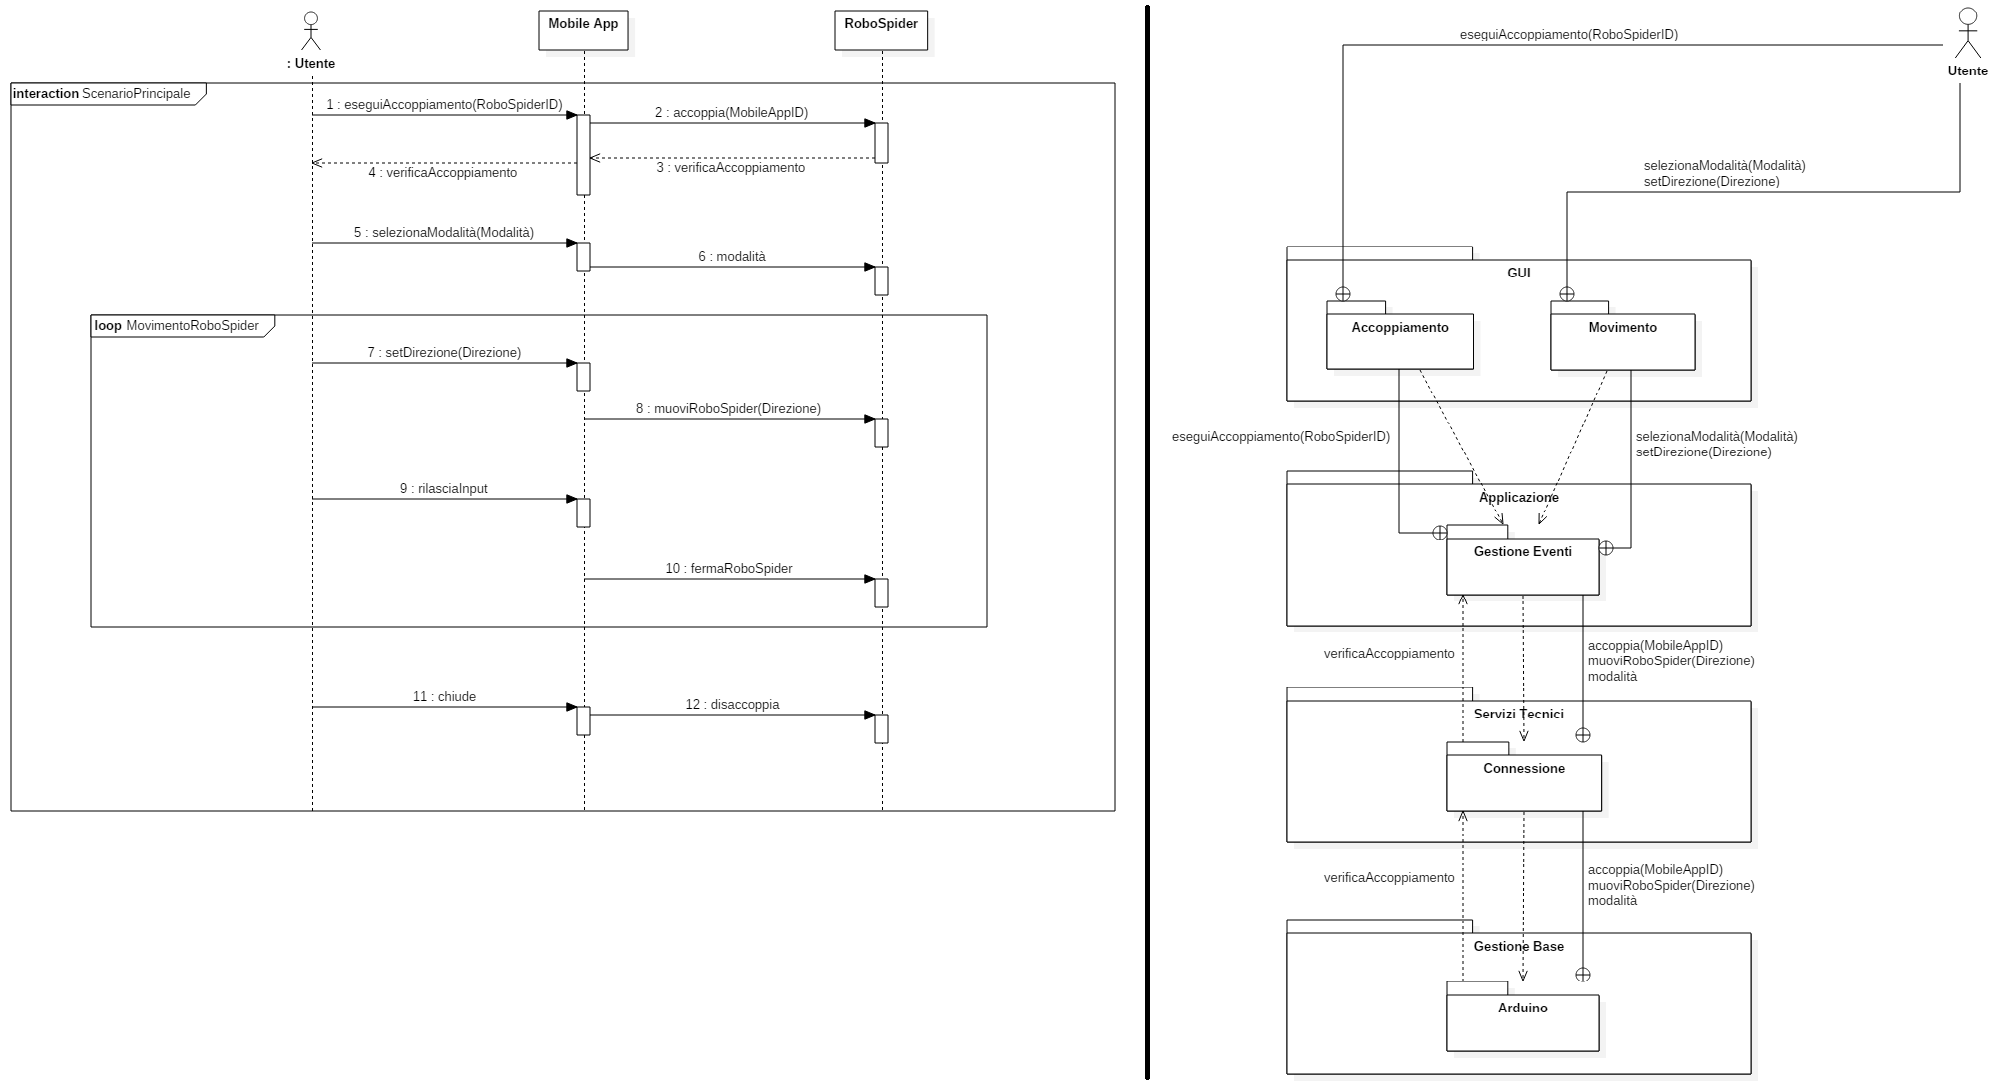 Mobile App
RoboSpider
: Utente
interaction ScenarioPrincipale
1 : eseguiAccoppiamento(RoboSpiderID)
2 : accoppia(MobileAppID)
3 : verificaAccoppiamento
4 : verificaAccoppiamento
5 : selezionaModalità(Modalità)
6 : modalità
loop MovimentoRoboSpider
7 : setDirezione(Direzione)
8 : muoviRoboSpider(Direzione)
9 : rilasciaInput
10 : fermaRoboSpider
11 : chiude
12 : disaccoppia
eseguiAccoppiamento(RoboSpiderID)
Utente
selezionaModalità(Modalità)
setDirezione(Direzione)
GUI
Accoppiamento
Movimento
eseguiAccoppiamento(RoboSpiderID)
selezionaModalità(Modalità)
setDirezione(Direzione)
Applicazione
Gestione Eventi
verificaAccoppiamento
accoppia(MobileAppID)
muoviRoboSpider(Direzione)
modalità
Servizi Tecnici
Connessione
verificaAccoppiamento
accoppia(MobileAppID)
muoviRoboSpider(Direzione)
modalità
Gestione Base
Arduino